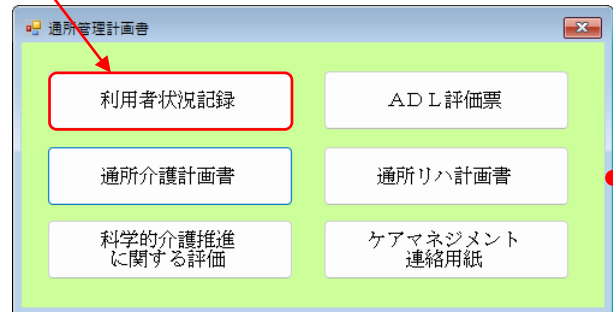 通所管理計画書
利用者状況記録
ＡＤＬ評価票
通所介護計画書
通所リハ計画書
科学的介護推進
に関する評価
ケアマネジメント
連絡用紙